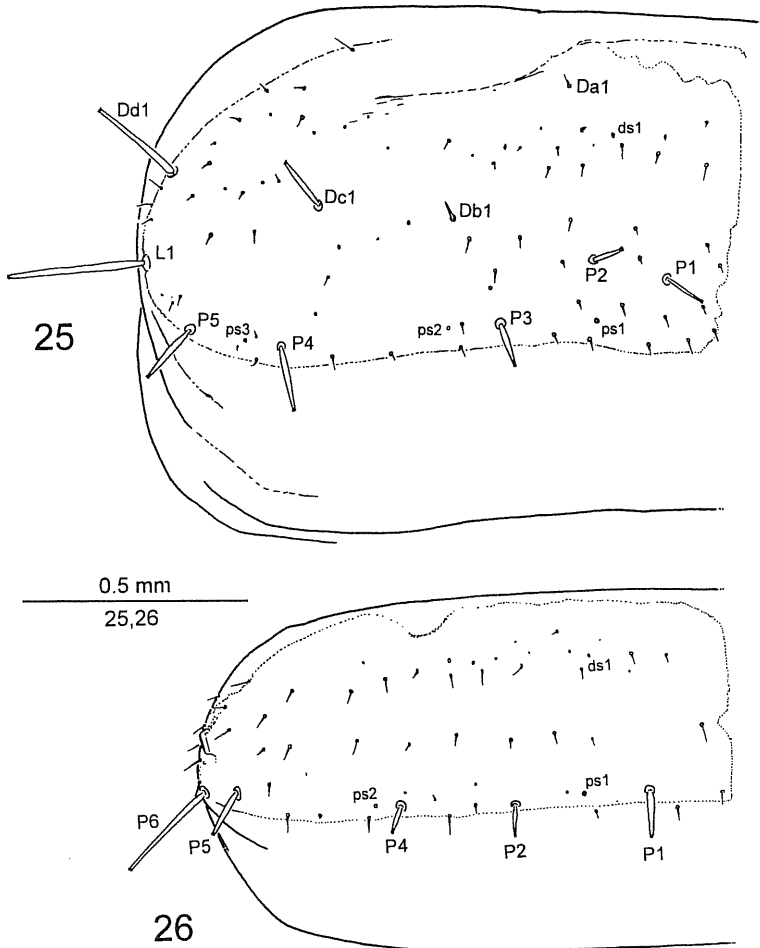 Da1
Dd1
ds1
Dc1
Db1
L1
P2
P1
P5
ps3
P4
ps2
P3
ps1
25
0.5 mm
25,26
ds1
ps2
ps1
P6
P5
P4
P2
P1
26